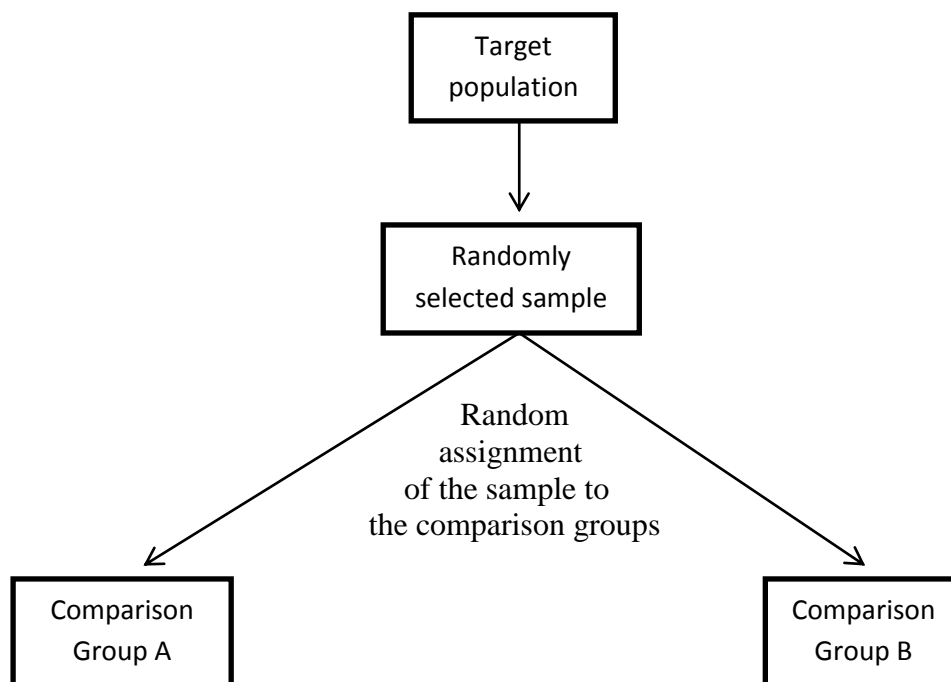 Target
population
Randomly
selected sample
Random
assignment
of the sample to
the comparison groups
Comparison
Group A
Comparison
Group B